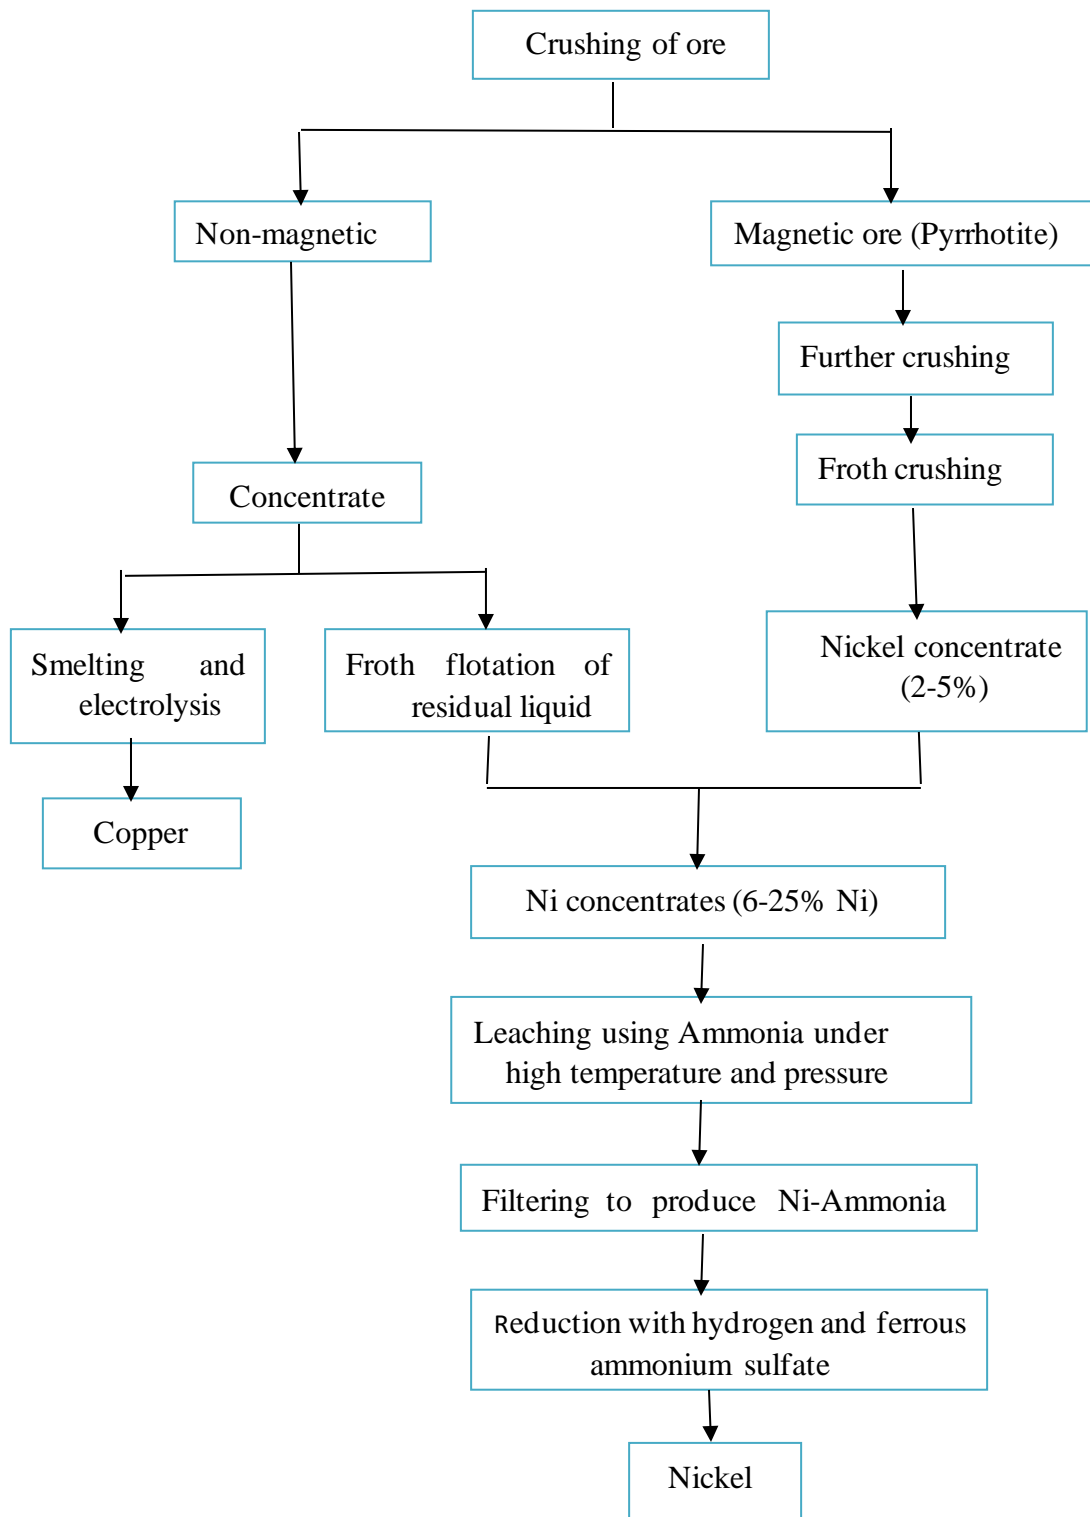 Crushing of ore
Non-magnetic
Magnetic ore (Pyrrhotite)
Further crushing
Froth crushing
Concentrate
Smelting and
electrolysis
Froth flotation of
residual liquid
Nickel concentrate
(2-5%)
Copper
Ni concentrates (6-25% Ni)
Leaching using Ammonia under
high temperature and pressure
Filtering to produce Ni-Ammonia
Reduction with hydrogen and ferrous
ammonium sulfate
Nickel